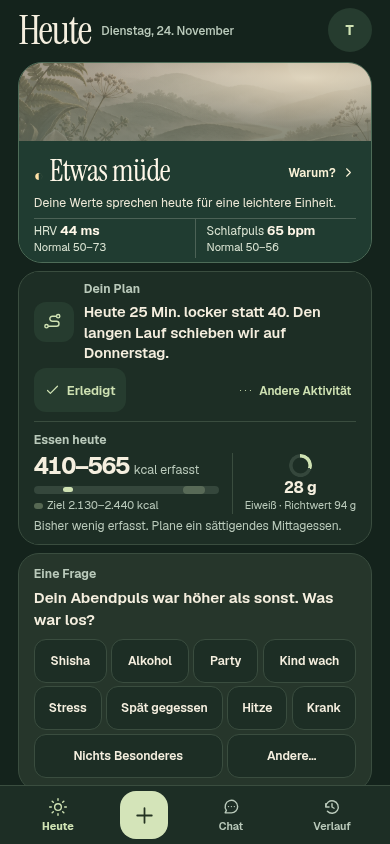 Heute Dienstag, 24. November T
Etwas müde Warum?
Deine Werte sprechen heute für eine leichtere Einheit.
HRV 44 ms
Normal 50–73
Schlafpuls 65 bpm
Normal 50–56
Dein Plan
Heute 25 Min. locker statt 40. Den
langen Lauf schieben wir auf
Donnerstag.
Erledigt
··· Andere Aktivität
Essen heute
410–565 kcal erfasst
Ziel 2.130–2.440 kcal
28 g
Eiweiß · Richtwert 94 g
Bisher wenig erfasst. Plane ein sättigendes Mittagessen.
Eine Frage
Dein Abendpuls war höher als sonst. Was
war los?
Shisha Alkohol Party Kind wach
Stress Spät gegessen Hitze Krank
Nichts Besonderes Andere…
Heute Chat Verlauf